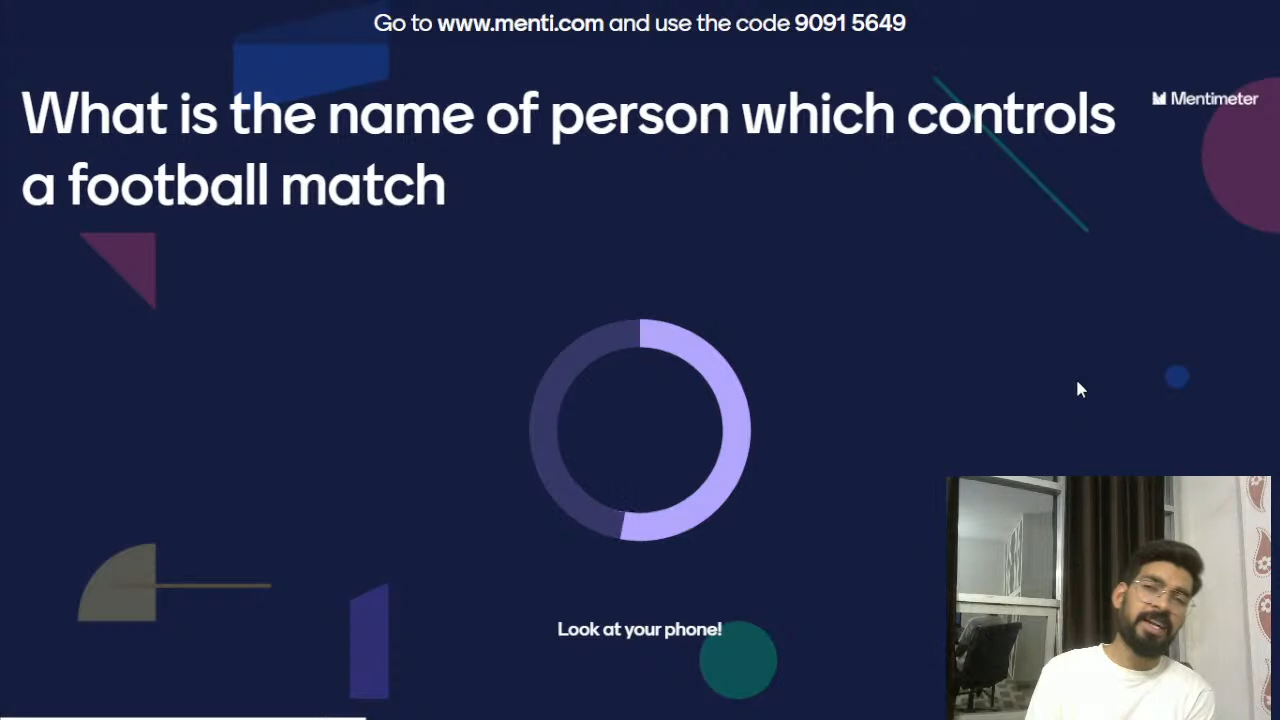 Go to www.menti.com and use the code 9091 5649
What is the name of person which controls
a football match
Mentimeter
Look at your phone!